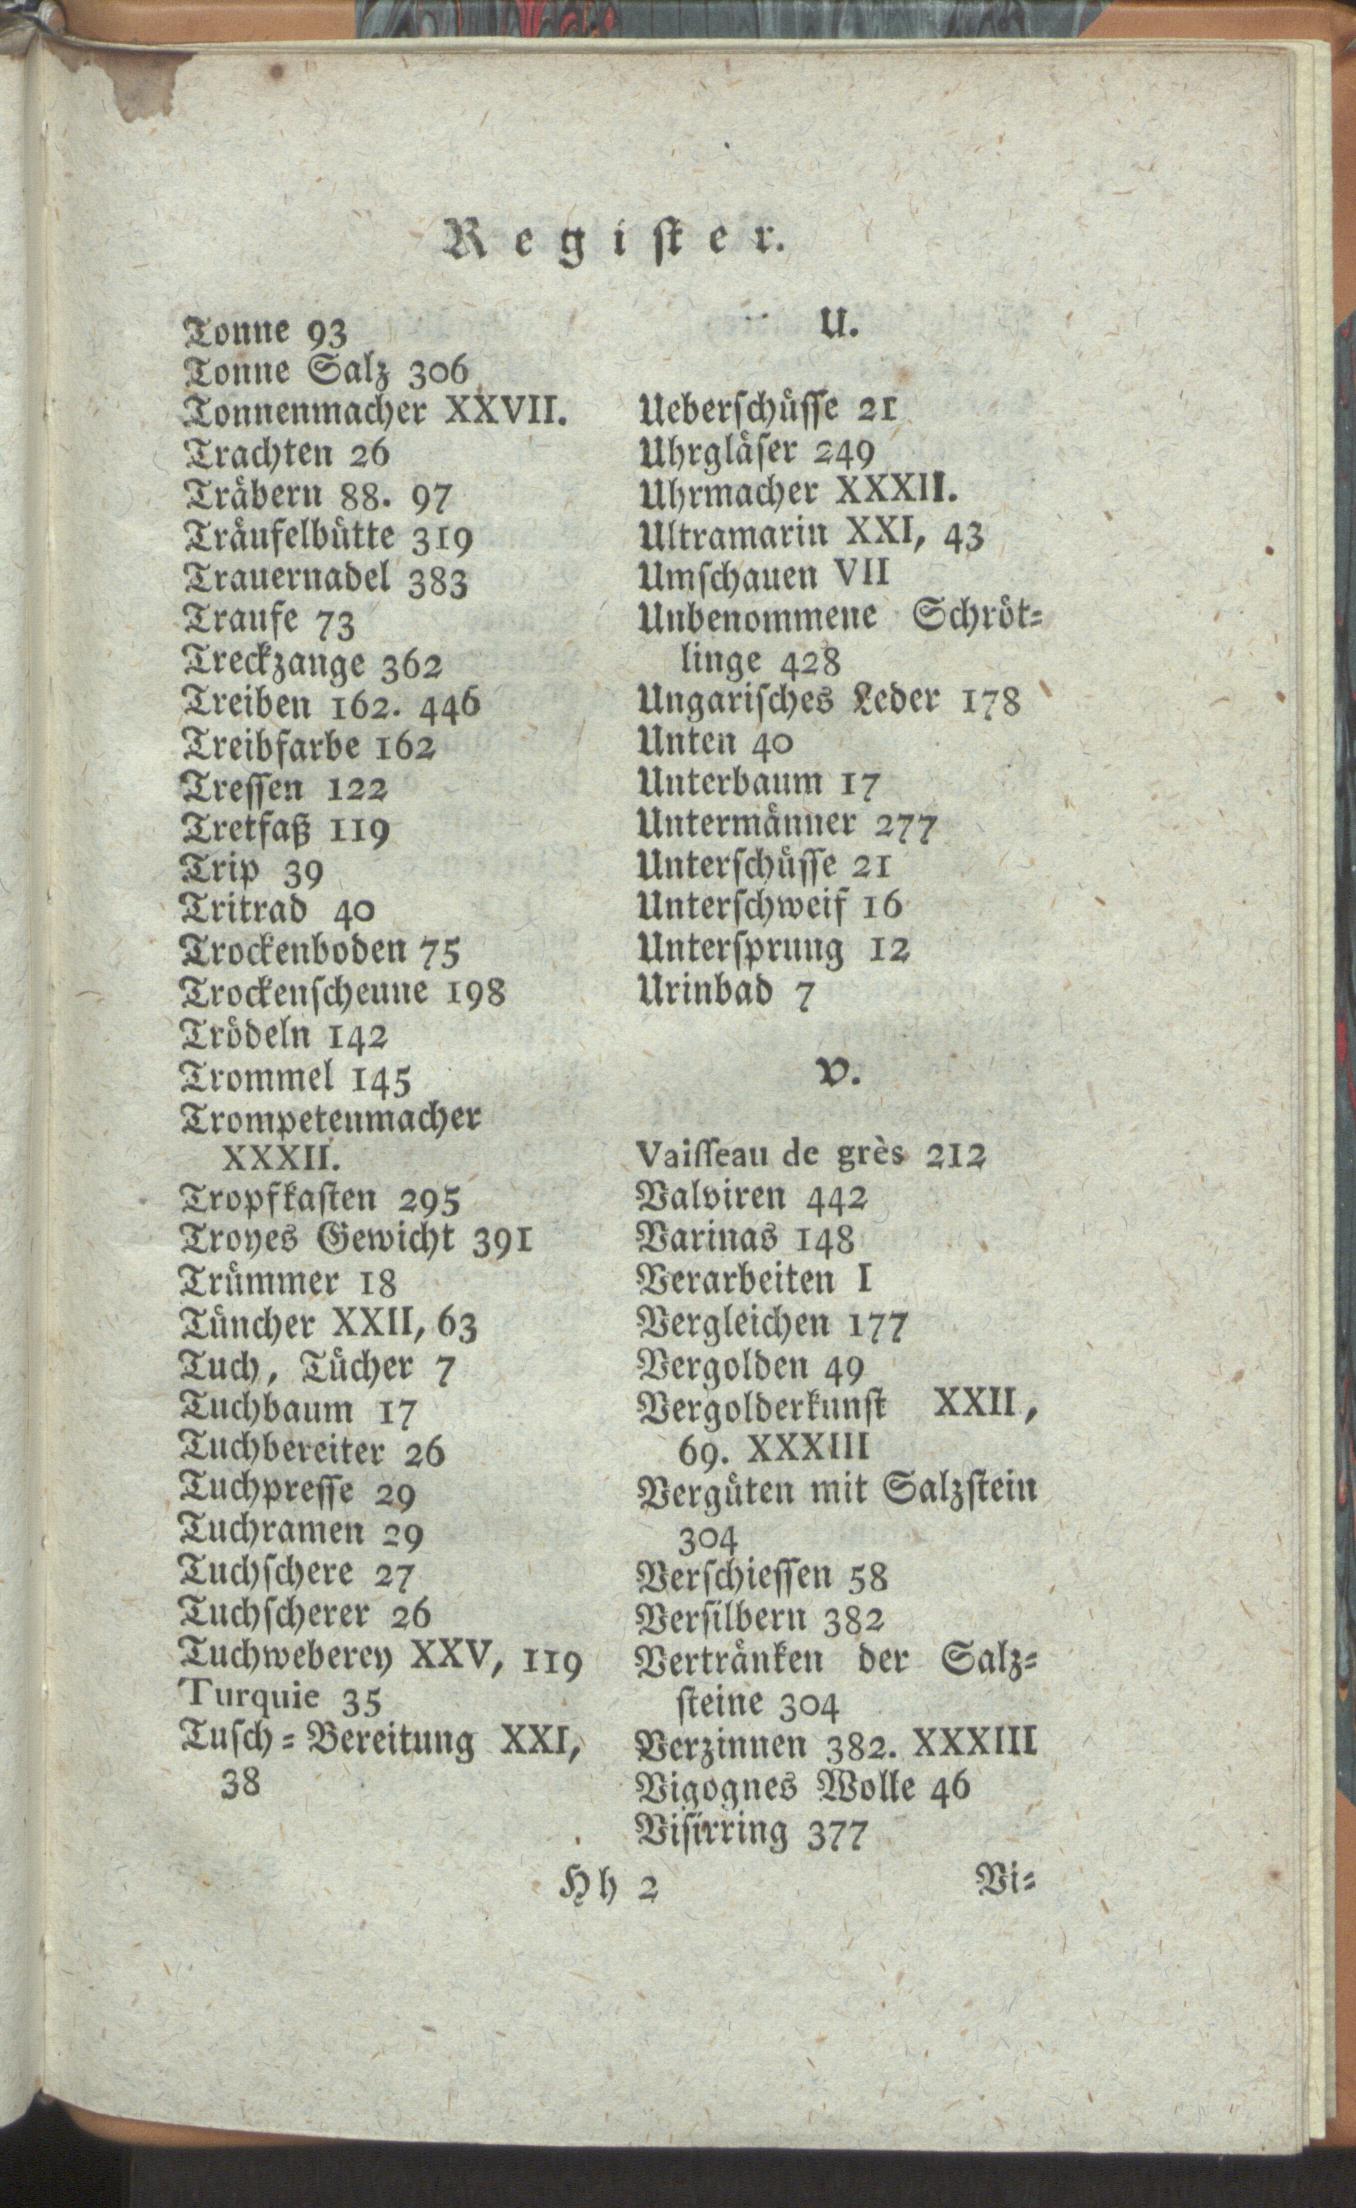 Register.
Tonne 93
Tonne Salz 306
Tonnenmacher XXVII.
Trachten 26
Träbern 88. 97
Träufelbütte 319
Trauernadel 383
Traufe 73
Treckzange 362
Treiben 162. 446
Treibfarbe 162
Tressen 122
Tretfaß 119
Trip 39
Tritrad 40
Trockenboden 75
Trockenscheune 198
Trödeln 142
Trommel 145
Trompetenmacher
XXXII.
Tropfkasten 295
Troyes Gewicht 391
Trümmer 18
Tüncher XXII, 63
Tuch, Tücher 7
Tuchbaum 17
Tuchbereiter 26
Tuchpresse 29
Tuchramen 29
Tuchschere 27
Tuchscherer 26
Tuchweberey XXV, 119
Turquie 35
Tusch=Bereitung XXI,
38
U.
Ueberschüsse 21
Uhrgläser 249
Uhrmacher XXXII.
Ultramarin XXI, 43
Umschauen VII
Unbenommene Schröt=
linge 428
Ungarisches Leder 178
Unten 40
Unterbaum 17
Untermänner 277
Unterschüsse 21
Unterschweif 16
Untersprung 12
Urinbad 7
V.
Vaisseau de grès 212
Valviren 442
Varinas 148
Verarbeiten I
Vergleichen 177
Vergolden 49
Vergolderkunst XXII,
69. XXXIII
Vergüten mit Salzstein
304
Verschiessen 58
Versilbern 382
Vertränken der Salz=
steine 304
Verzinnen 382. XXXIII
Vigognes Wolle 46
Visirring 377
Hh 2
Vi=